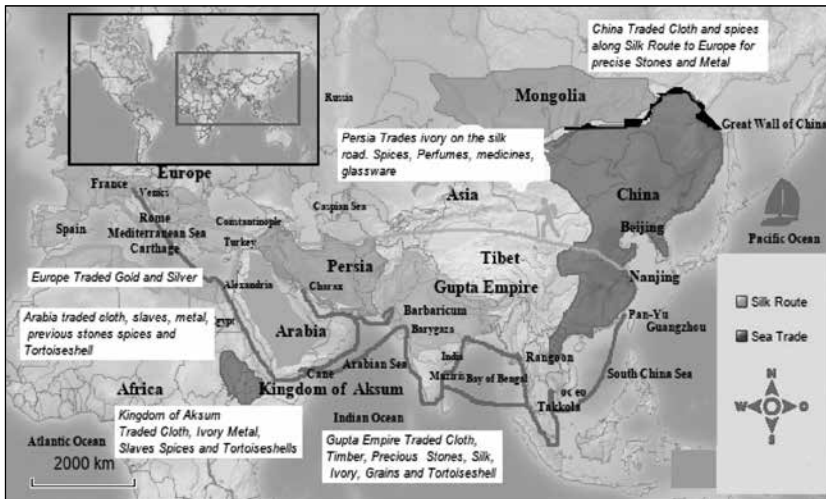 China Traded Cloth and spices
along Silk Route to Europe for
precise Stones and Metal
Russia
Mongolia
Great Wall of China
Persia Trades ivory on the silk
road. Spices, Perfumes, medicines,
glassware
Europe
France
Venics
Asia
China
Caspian Sea
Spain
Rome
Constantinople
Mediterranean Sea
Turkey
Carthage
Beijing
Pacific Ocean
Tibet
Persia
Europe Traded Gold and Silver
Alexandria
Charax
Gupta Empire
Nanjing
Silk Route
Barbaricum
Pan-Yu
Arabia traded cloth, slaves, metal,
previous stones spices and
Tortoiseshell
gypt
Arabia
Barygaza
Guangzhou
Sea Trade
Arabian Sea
India
Rangoon
Cane
Muziris
Bay of Bengal
South China Sea
Africa
Kingdom of Aksum
oc eo
Takkola
N
W
O
S
Kingdom of Aksum
Traded Cloth, Ivory Metal,
Slaves Spices and Tortoiseshells
Indian Ocean
Atlantic Ocean
Gupta Empire Traded Cloth,
Timber, Precious Stones, Silk,
Ivory, Grains and Tortoiseshell
2000 km